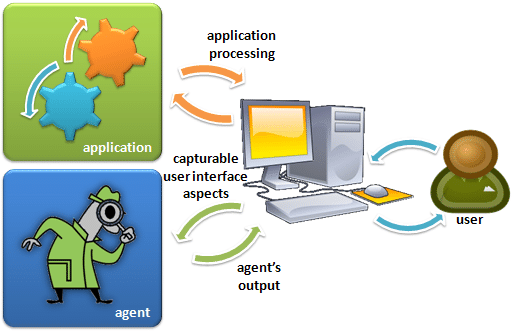 application
processing
application
capturable
user interface
aspects
user
agent's
output
agent